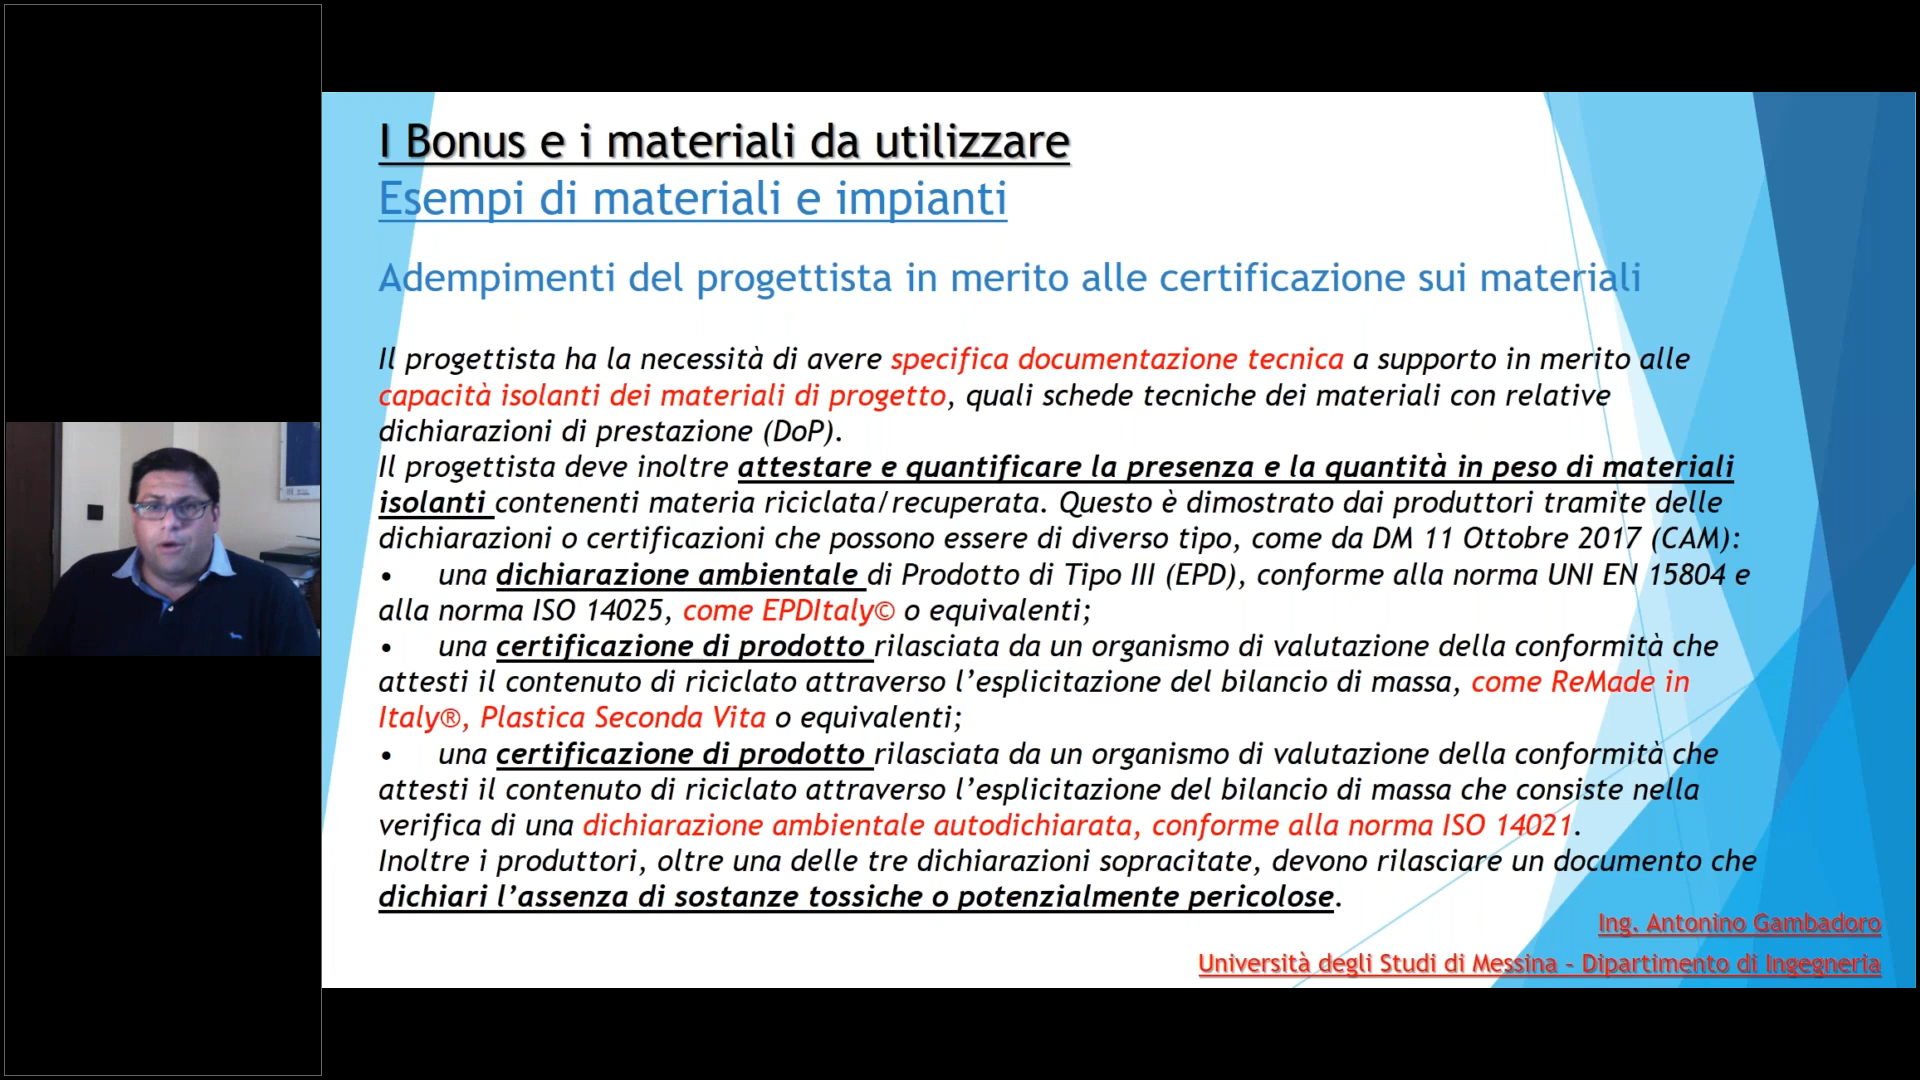 I Bonus e i materiali da utilizzare
Esempi di materiali e impianti
Adempimenti del progettista in merito alle certificazione sui materiali
Il progettista ha la necessità di avere specifica documentazione tecnica a supporto in merito alle
capacità isolanti dei materiali di progetto, quali schede tecniche dei materiali con relative
dichiarazioni di prestazione (DoP).
Il progettista deve inoltre attestare e quantificare la presenza e la quantità in peso di materiali
isolanti contenenti materia riciclata/recuperata. Questo è dimostrato dai produttori tramite delle
dichiarazioni o certificazioni che possono essere di diverso tipo, come da DM 11 Ottobre 2017 (CAM):
• una dichiarazione ambientale di Prodotto di Tipo III (EPD), conforme alla norma UNI EN 15804 e
alla norma ISO 14025, come EPDItaly© o equivalenti;
• una certificazione di prodotto rilasciata da un organismo di valutazione della conformità che
attesti il contenuto di riciclato attraverso l’esplicitazione del bilancio di massa, come ReMade in
Italy®, Plastica Seconda Vita o equivalenti;
• una certificazione di prodotto rilasciata da un organismo di valutazione della conformità che
attesti il contenuto di riciclato attraverso l’esplicitazione del bilancio di massa che consiste nella
verifica di una dichiarazione ambientale autodichiarata, conforme alla norma ISO 14021.
Inoltre i produttori, oltre una delle tre dichiarazioni sopracitate, devono rilasciare un documento che
dichiari l’assenza di sostanze tossiche o potenzialmente pericolose.
Ing. Antonino Gambadoro
Università degli Studi di Messina – Dipartimento di Ingegneria